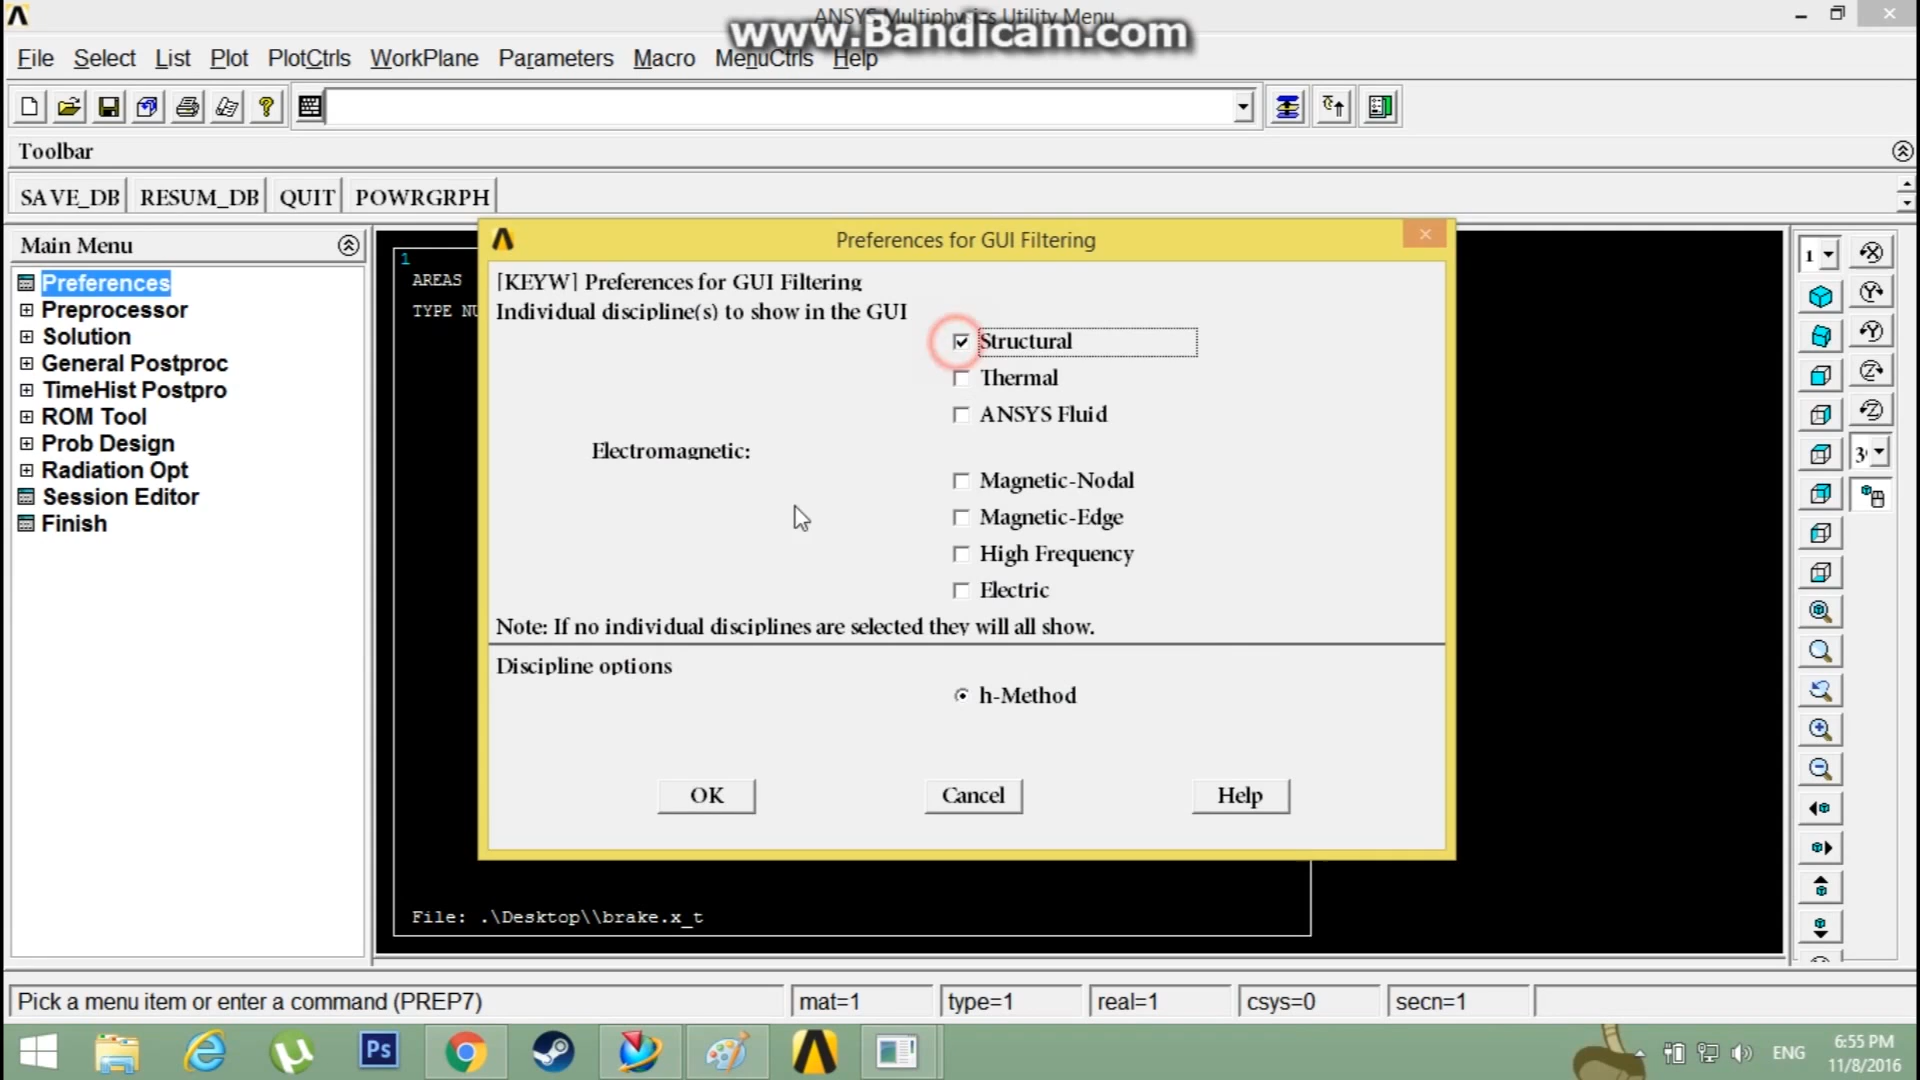 ANSYS Multiphysics Utility Menu
www.Bandicam.com
File Select List Plot PlotCtrls WorkPlane Parameters Macro MenuCtrls Help
Toolbar
SAVE_DB RESUM_DB QUIT POWRGRPH
Main Menu
Preferences
Preprocessor
Solution
General Postproc
TimeHist Postpro
ROM Tool
Prob Design
Radiation Opt
Session Editor
Finish
1
AREAS
TYPE
Preferences for GUI Filtering
[KEYW] Preferences for GUI Filtering
Individual discipline(s) to show in the GUI
Structural
Thermal
ANSYS Fluid
Electromagnetic:
Magnetic-Nodal
Magnetic-Edge
High Frequency
Electric
Note: If no individual disciplines are selected they will all show.
Discipline options
h-Method
OK Cancel Help
File: .\Desktop\\brake.x_t
1
Pick a menu item or enter a command (PREP7) mat=1 type=1 real=1 csys=0 secn=1
Ps
ENG
6:55 PM
11/8/2016